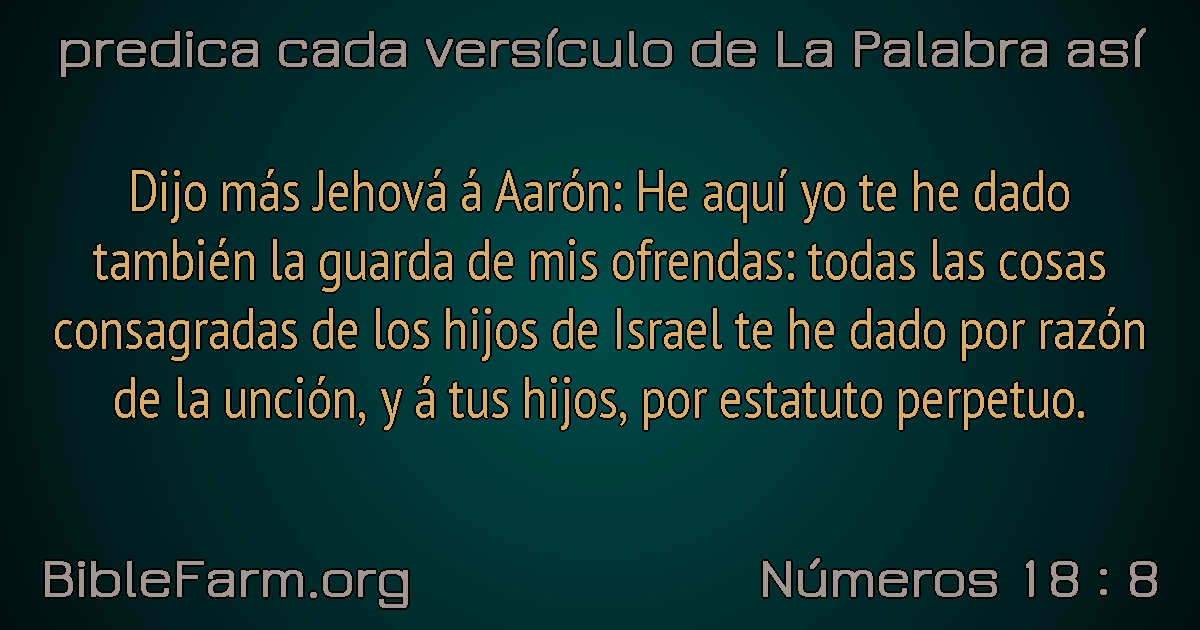 predica cada versículo de La Palabra así
Dijo más Jehová á Aarón: He aquí yo te he dado
también la guarda de mis ofrendas: todas las cosas
consagradas de los hijos de Israel te he dado por razón
de la unción, y á tus hijos, por estatuto perpetuo.
BibleFarm.org
Números 18 : 8